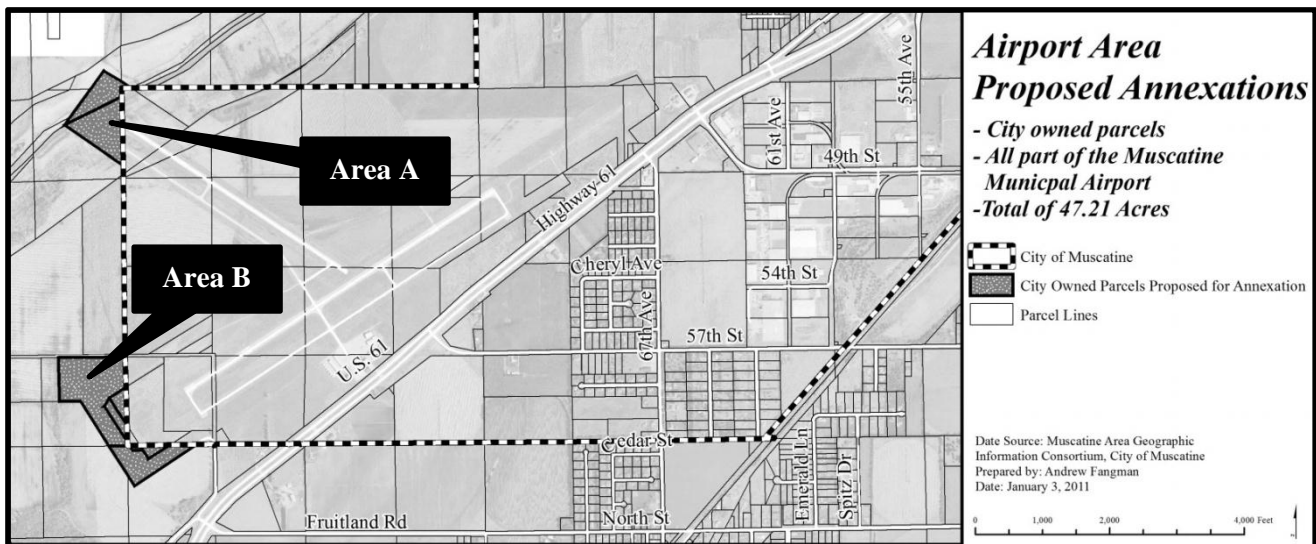 Airport Area
Proposed Annexations
- City owned parcels
- All part of the Muscatine
Municpal Airport
-Total of 47.21 Acres
City of Muscatine
City Owned Parcels Proposed for Annexation
Parcel Lines
Date Source: Muscatine Area Geographic
Information Consortium, City of Muscatine
Prepared by: Andrew Fangman
Date: January 3, 2011
0 1,000 2,000 4,000 Feet
N
Area A
Area B
Highway 61
U.S. 61
55th Ave
61st Ave
49th St
Cheryl Ave
54th St
67th Ave
57th St
Cedar St
Emerald Ln
Spitz Dr
Fruitland Rd
North St